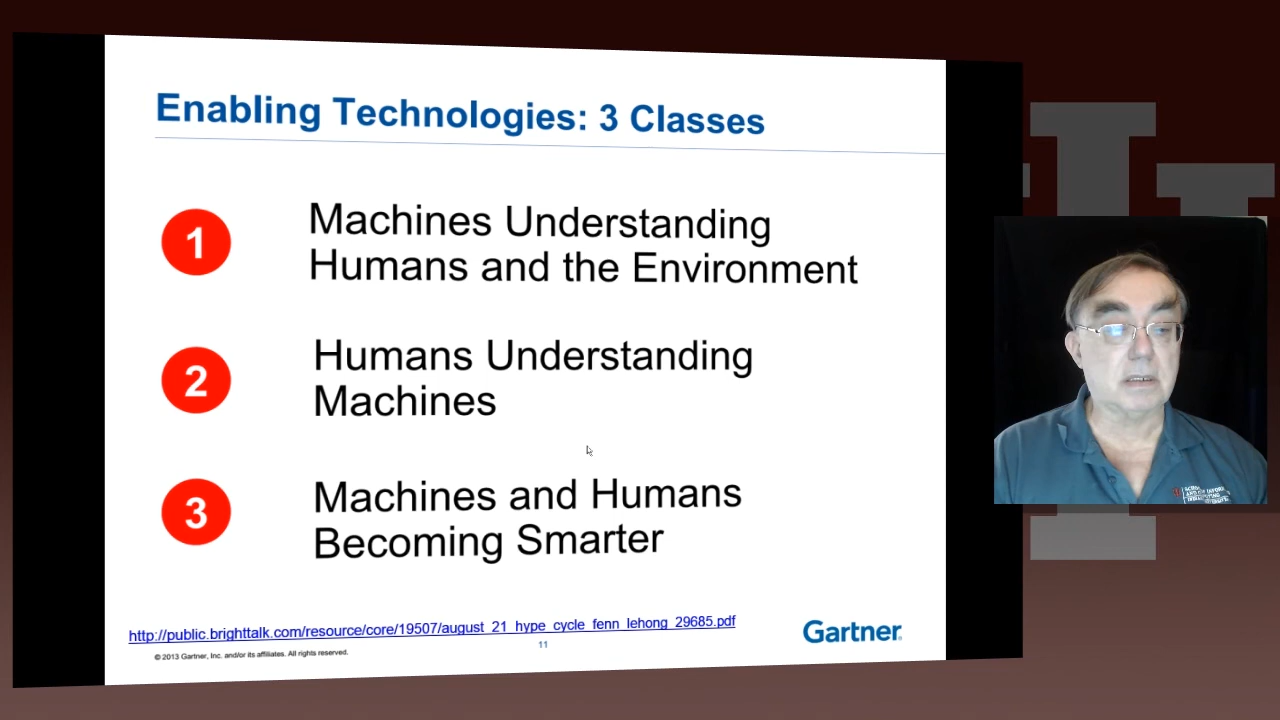 Enabling Technologies: 3 Classes
1
Machines Understanding
Humans and the Environment
2
Humans Understanding
Machines
3
Machines and Humans
Becoming Smarter
http://public.brighttalk.com/resource/core/19507/august_21_hype_cycle_fenn_lehong_29685.pdf
11
Gartner
© 2013 Gartner, Inc. and/or its affiliates. All rights reserved.